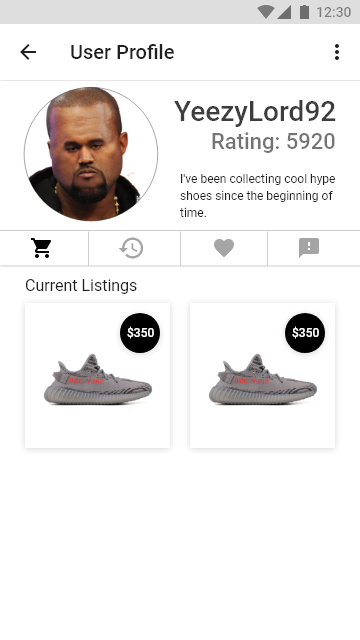 12:30
User Profile
YeezyLord92
Rating: 5920
I've been collecting cool hype
shoes since the beginning of
time.
Current Listings
$350
$350